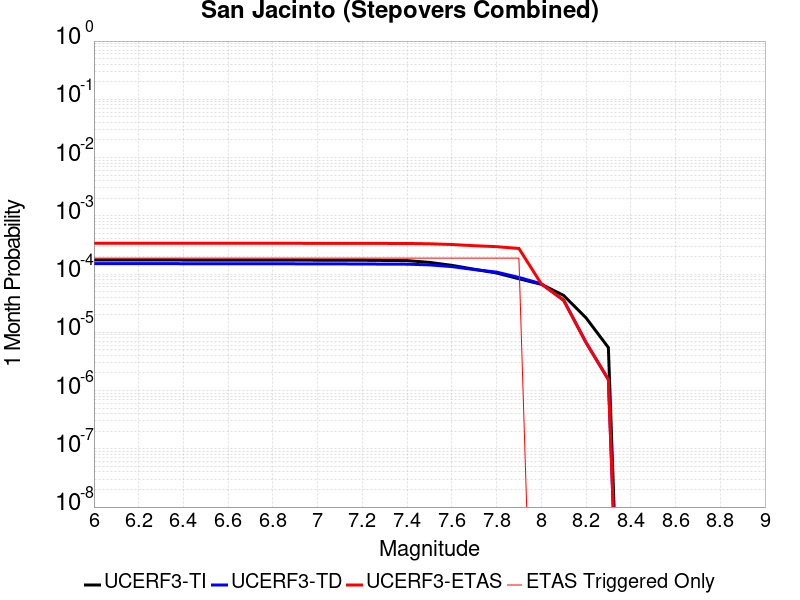 San Jacinto (Stepovers Combined)
10^0
10^-1
10^-2
10^-3
10^-4
10^-5
10^-6
10^-7
10^-8
1 Month Probability
6 6.2 6.4 6.6 6.8 7 7.2 7.4 7.6 7.8 8 8.2 8.4 8.6 8.8 9
Magnitude
UCERF3-TI UCERF3-TD UCERF3-ETAS ETAS Triggered Only